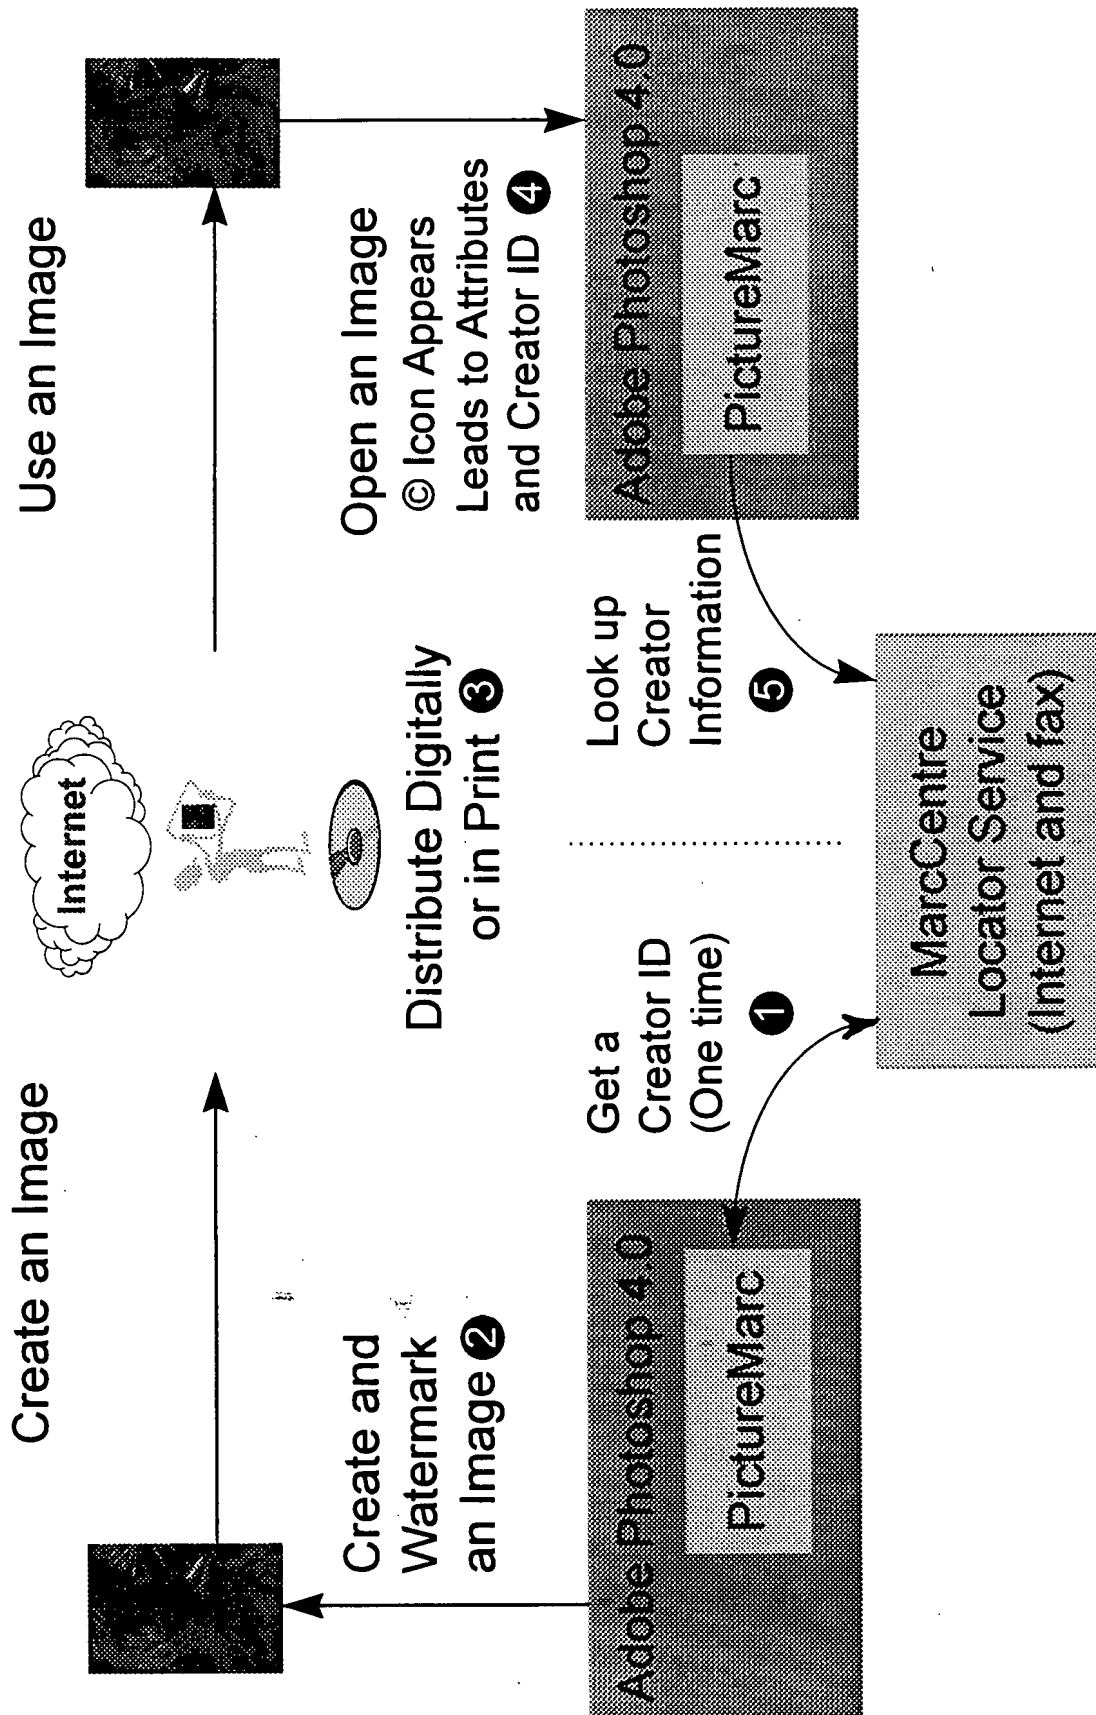 Create an Image
Use an Image
Internet
Create and
Watermark
an Image ❷
Distribute Digitally
or in Print ❸
Open an Image
© Icon Appears
Leads to Attributes
and Creator ID ❹
Adobe Photoshop 4.0
PictureMarc
Get a
Creator ID
(One time)
❶
Look up
Creator
Information
❺
Adobe Photoshop 4.0
PictureMarc
MarcCentre
Locator Service
(Internet and fax)